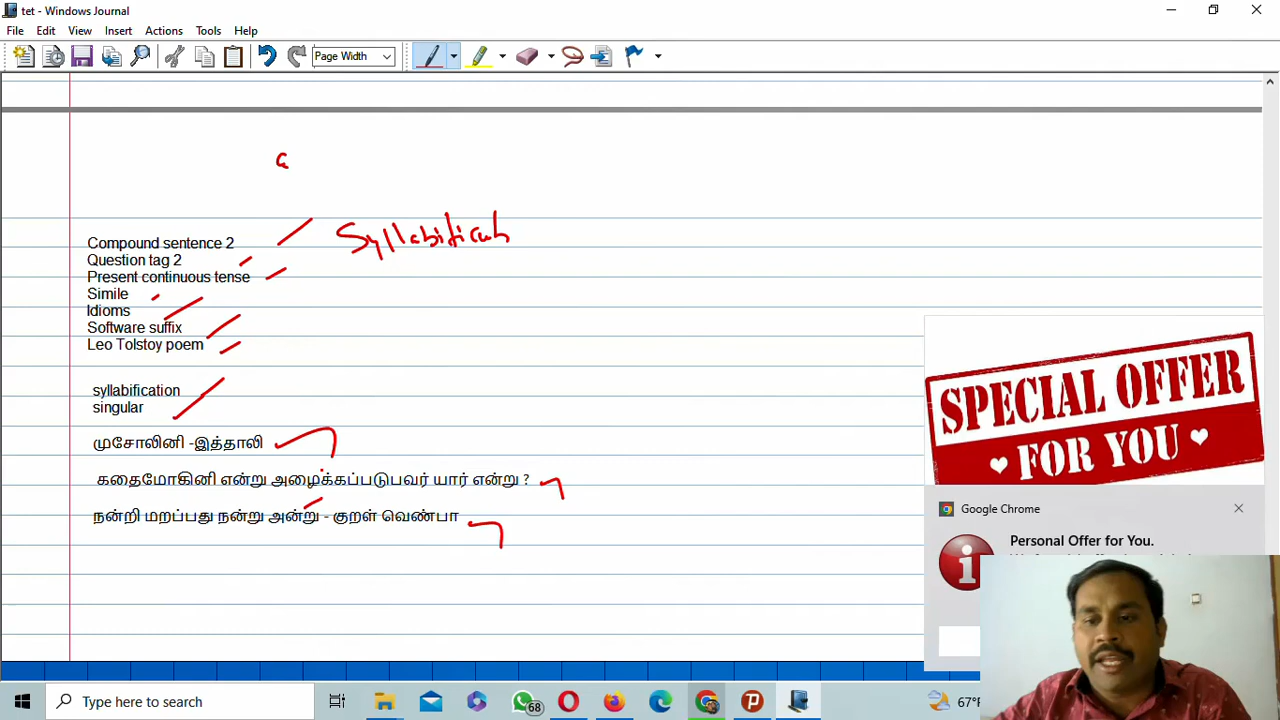 tet - Windows Journal
File Edit View Insert Actions Tools Help
Page Width
Compound sentence 2
Question tag 2
Present continuous tense
Simile
Idioms
Software suffix
Leo Tolstoy poem
syllabification
singular
முசோலினி -இத்தாலி
கதைமோகினி என்று அழைக்கப்படுபவர் யார் என்று ?
நன்றி மறப்பது நன்று அன்று - குறள் வெண்பா
SPECIAL OFFER
FOR YOU
Google Chrome
Personal Offer for You.
Type here to search
68
67°F